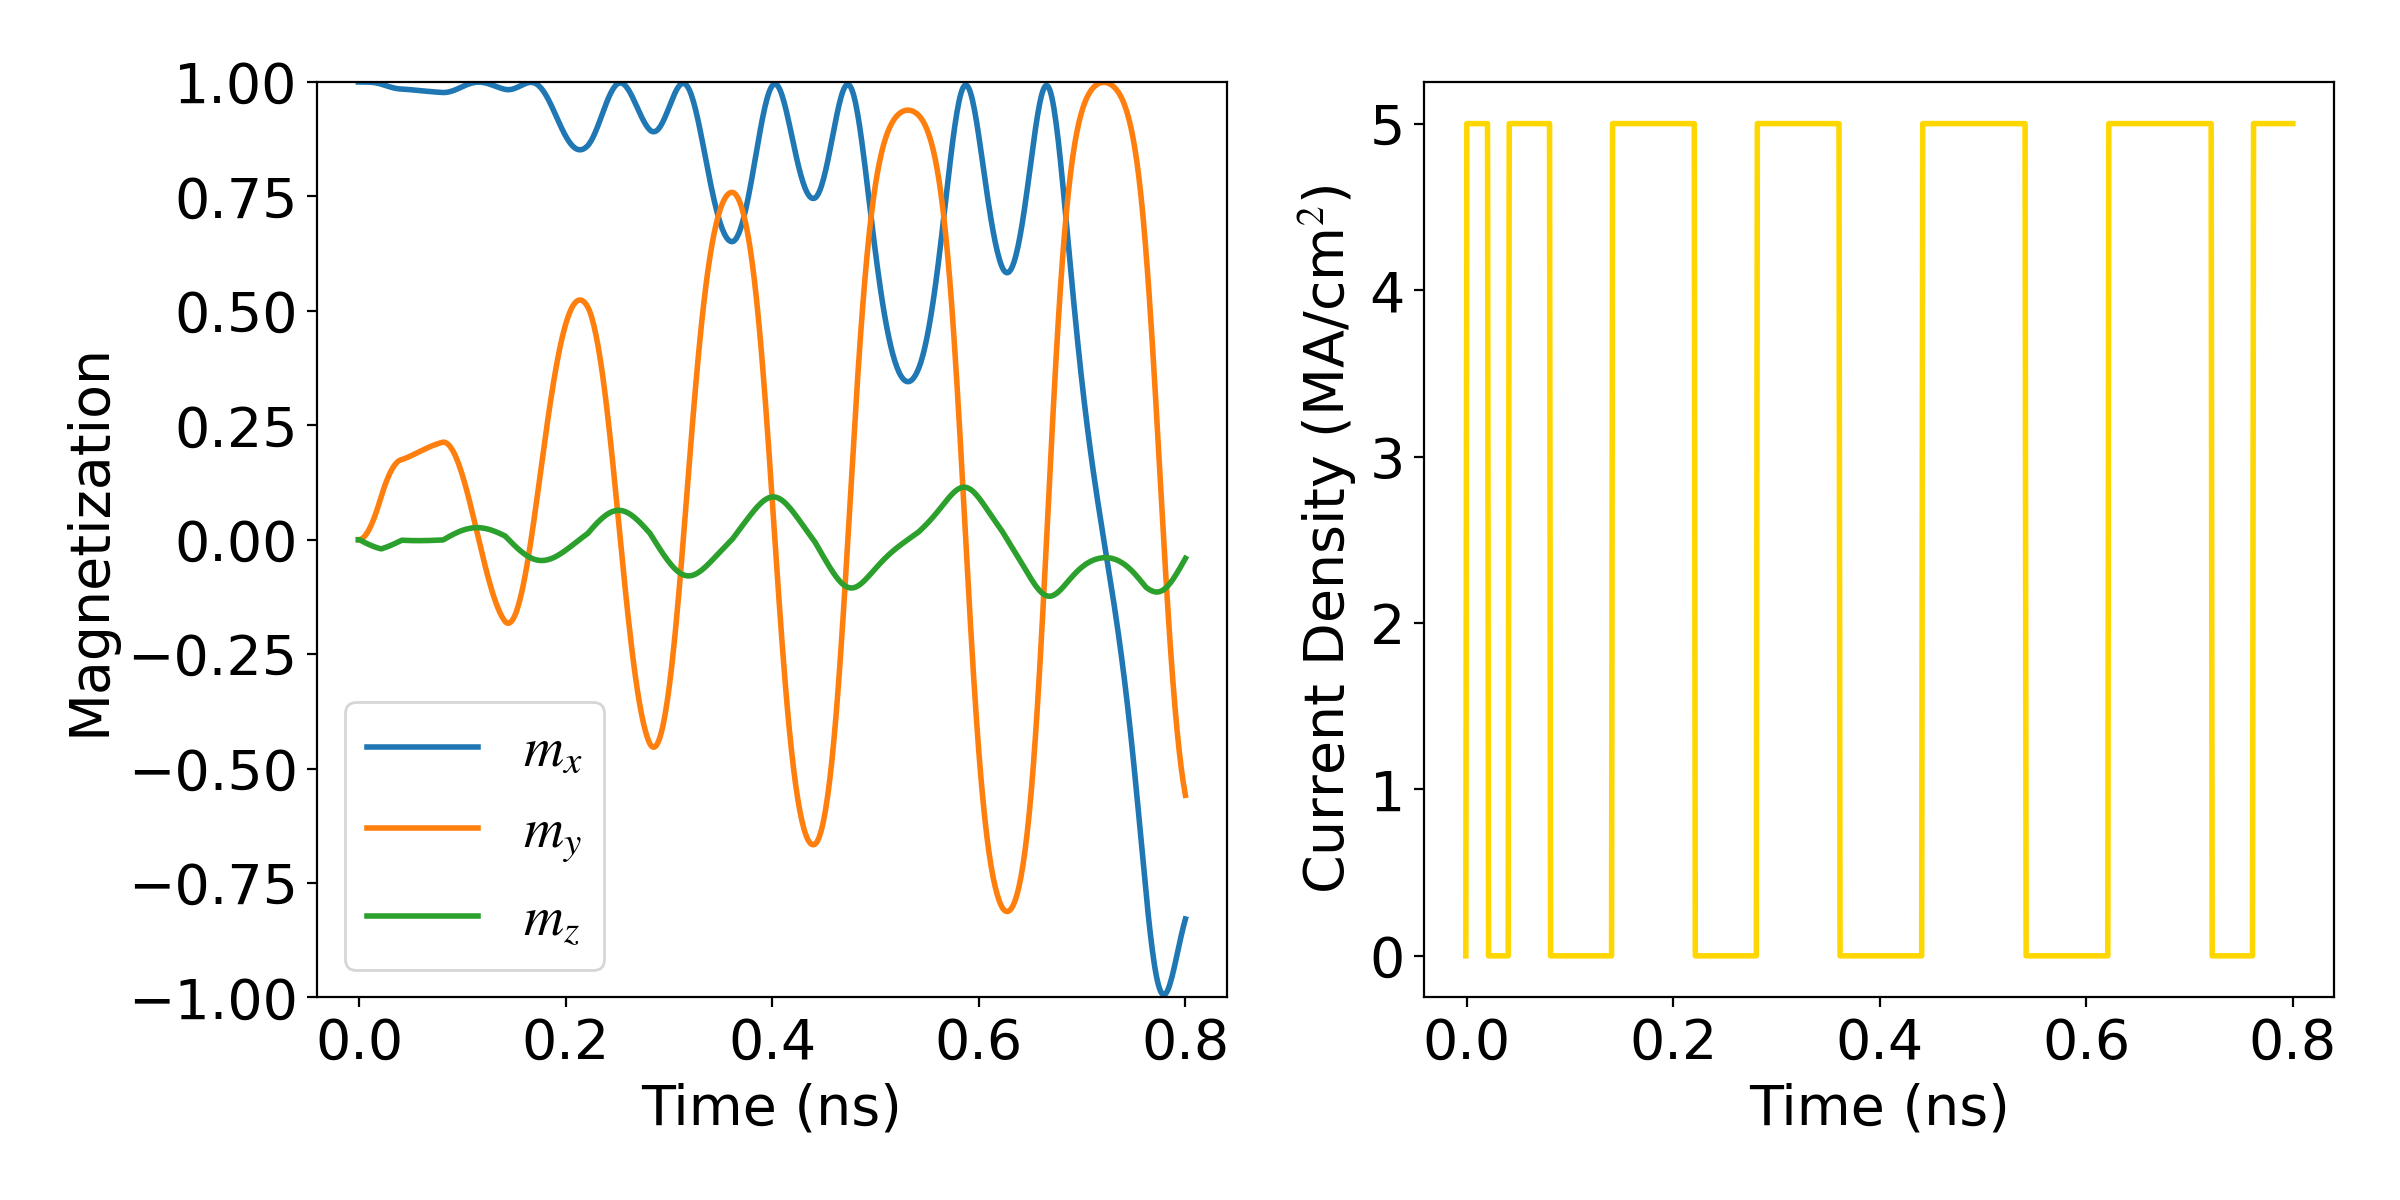 Magnetization
1.00
0.75
0.50
0.25
0.00
−0.25
−0.50
−0.75
−1.00
m_x
m_y
m_z
0.0 0.2 0.4 0.6 0.8
Time (ns)
Current Density (MA/cm²)
5
4
3
2
1
0
0.0 0.2 0.4 0.6 0.8
Time (ns)